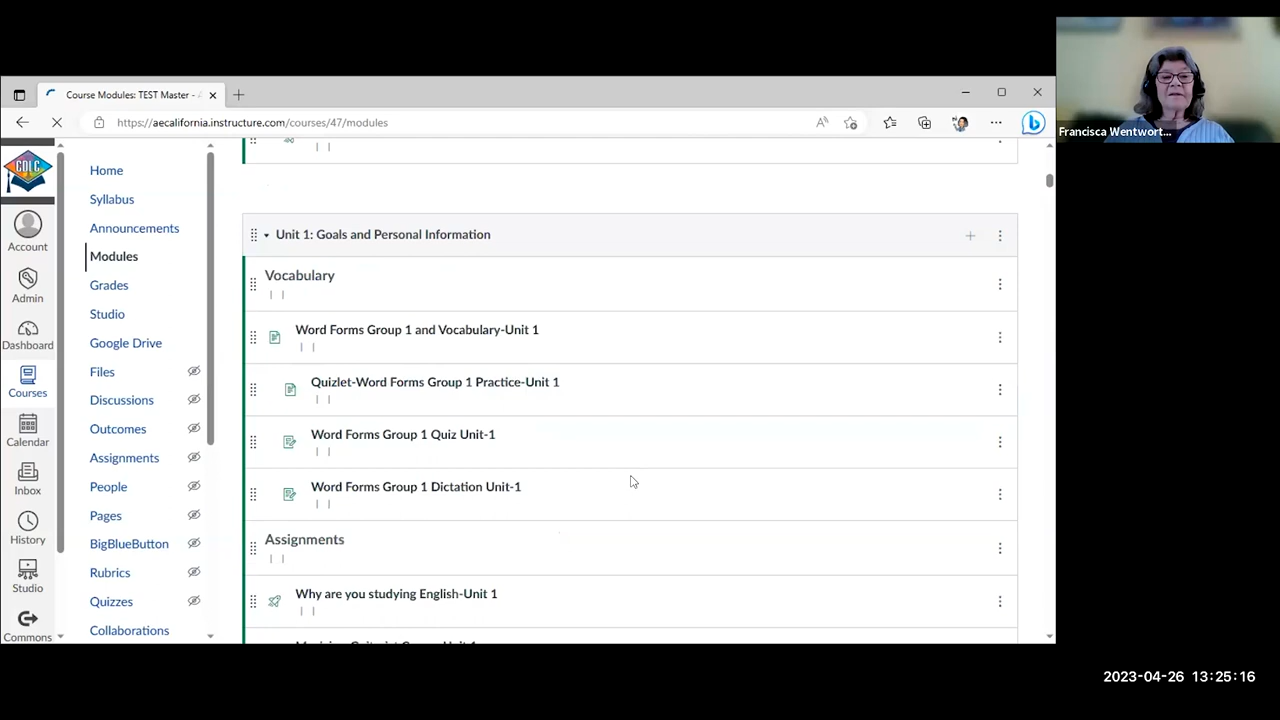 Course Modules: TEST Master -
https://aecalifornia.instructure.com/courses/47/modules
Francisca Wentwort...
CDLC
Account
Admin
Dashboard
Courses
Calendar
Inbox
History
Studio
Commons
Home
Syllabus
Announcements
Modules
Grades
Studio
Google Drive
Files
Discussions
Outcomes
Assignments
People
Pages
BigBlueButton
Rubrics
Quizzes
Collaborations
Unit 1: Goals and Personal Information
Vocabulary
Word Forms Group 1 and Vocabulary-Unit 1
Quizlet-Word Forms Group 1 Practice-Unit 1
Word Forms Group 1 Quiz Unit-1
Word Forms Group 1 Dictation Unit-1
Assignments
Why are you studying English-Unit 1
2023-04-26 13:25:16